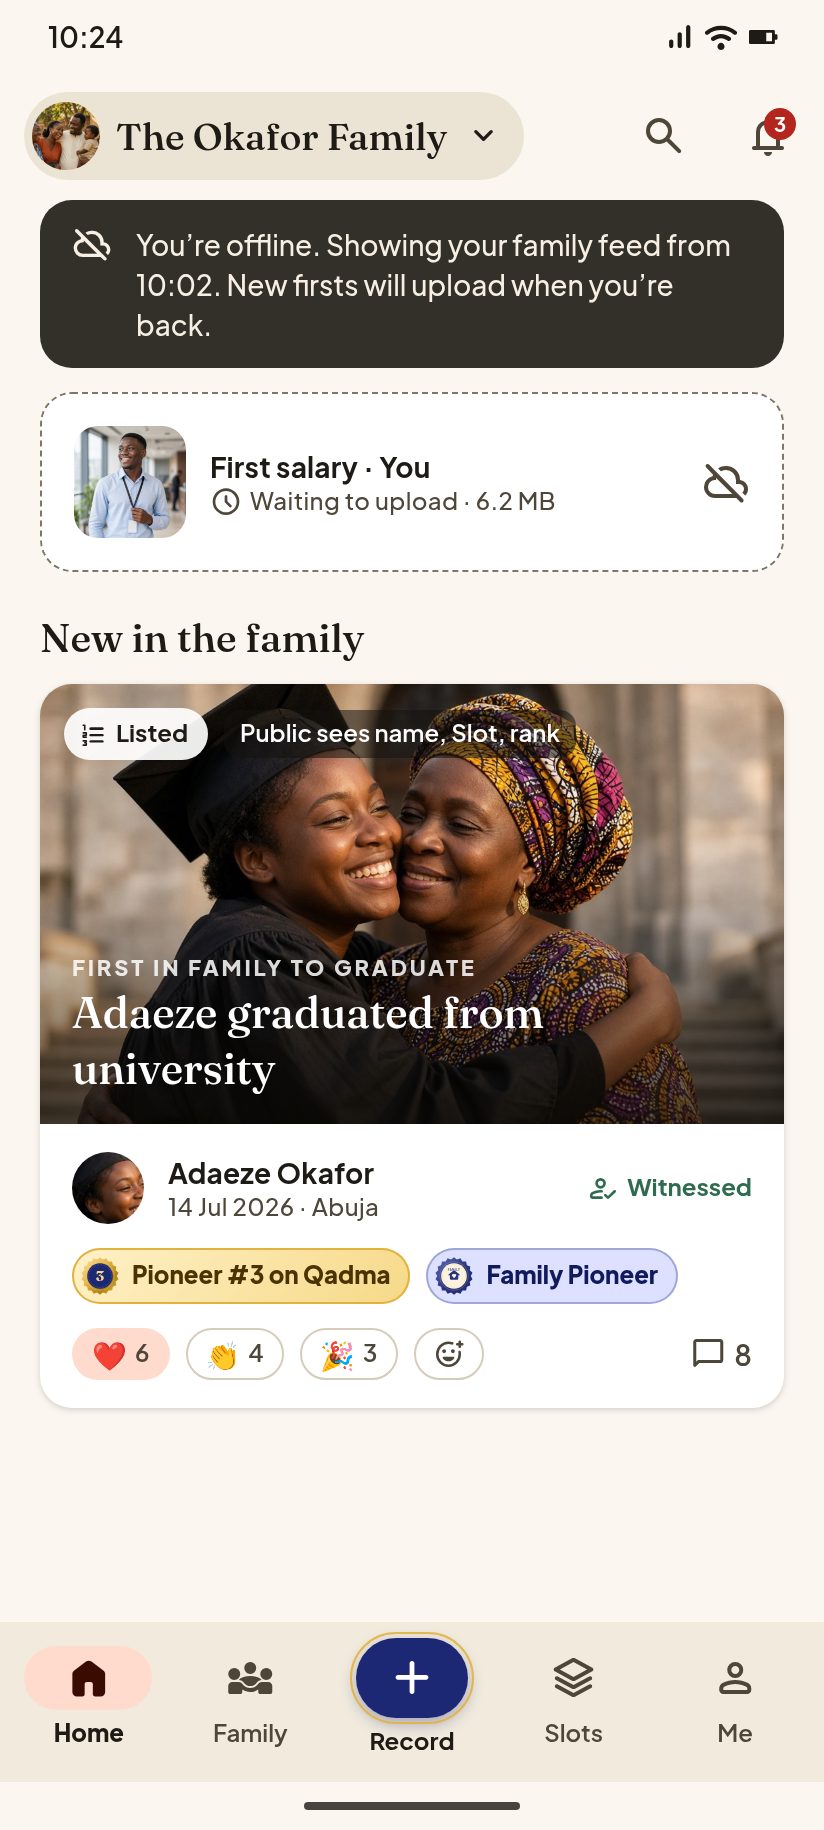 10:24
The Okafor Family
3
You’re offline. Showing your family feed from
10:02. New firsts will upload when you’re
back.
First salary · You
Waiting to upload · 6.2 MB
New in the family
Listed
Public sees name, Slot, rank
FIRST IN FAMILY TO GRADUATE
Adaeze graduated from
university
Adaeze Okafor
14 Jul 2026 · Abuja
Witnessed
3
Pioneer #3 on Qadma
Family Pioneer
❤️ 6
👏 4
🎉 3
8
Home
Family
Record
Slots
Me